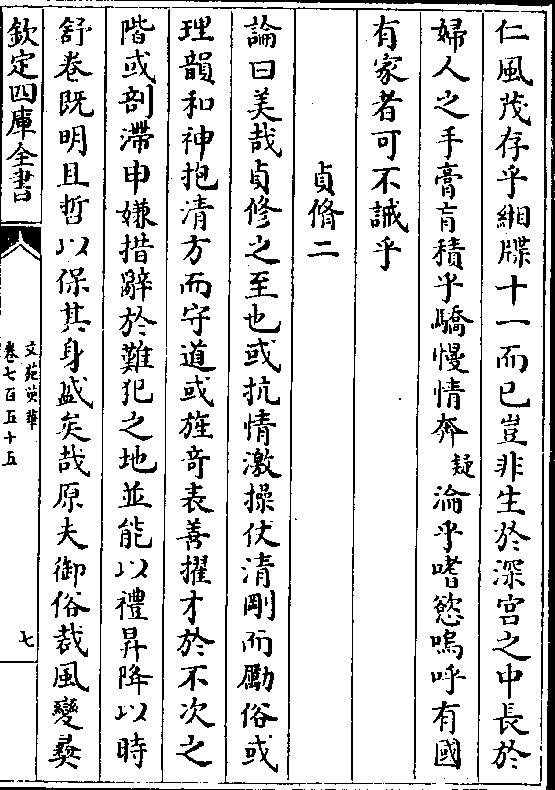 仁風茂存乎緗牒十一而已豈非生於深宫之中長於
婦人之手膏肓積乎驕慢情奔疑淪乎嗜慾嗚呼有國
有家者可不誡乎
貞脩二
論曰美哉貞修之至也或抗情激操仗清剛而勵俗或
理韻和神抱清方而守道或旌竒表善擢才於不次之
階或剖滯申嫌措辭於難犯之地並能以禮昇降以時
舒卷既明且哲以保其身盛矣哉原夫御俗裁風變彝
欽定四庫全書
文苑英華
卷七百五十五
七